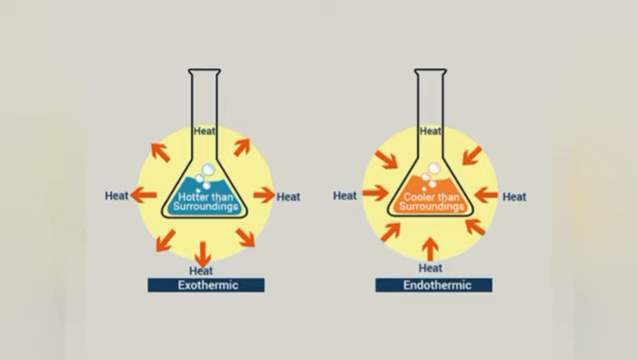 Heat
Hotter than
Surroundings
Heat
Heat
Heat
Exothermic
Heat
Cooler than
Surroundings
Heat
Heat
Heat
Endothermic